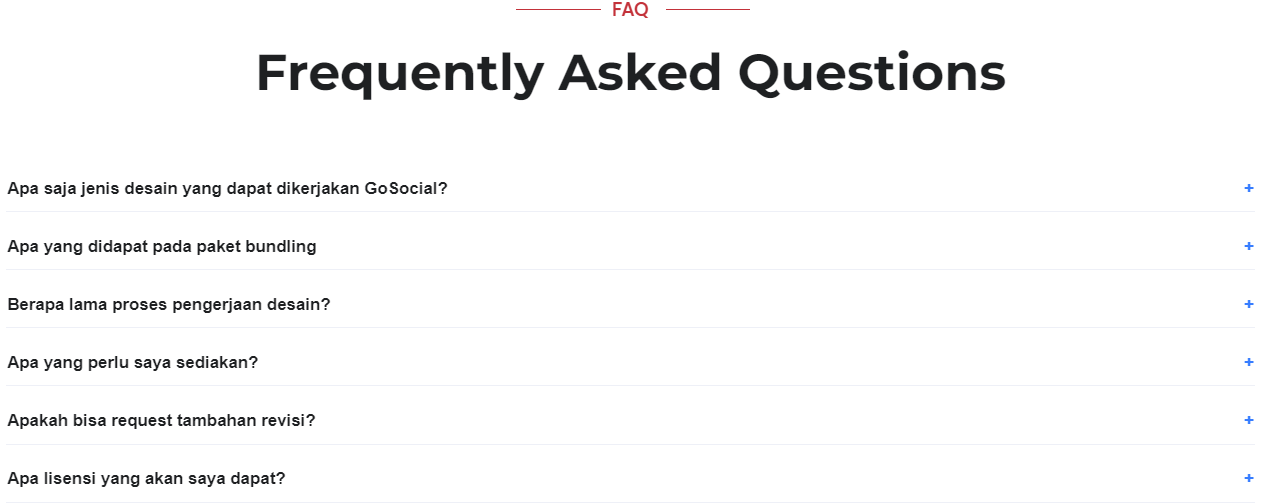 FAQ
Frequently Asked Questions
Apa saja jenis desain yang dapat dikerjakan GoSocial?
+
Apa yang didapat pada paket bundling
+
Berapa lama proses pengerjaan desain?
+
Apa yang perlu saya sediakan?
+
Apakah bisa request tambahan revisi?
+
Apa lisensi yang akan saya dapat?
+